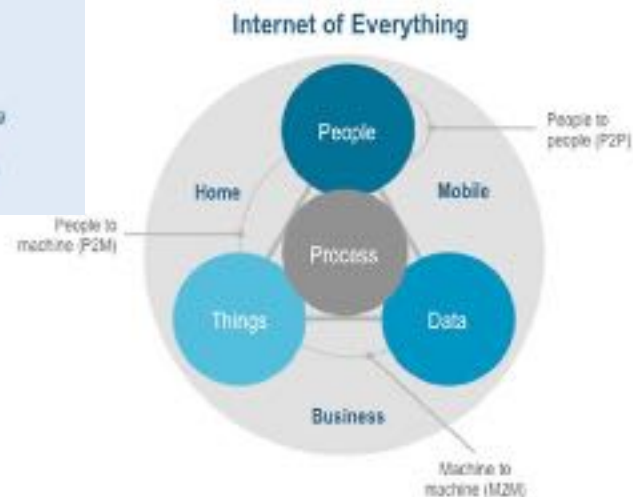 Internet of Everything
People
People to
people (P2P)
Home
Mobile
People to
machine (P2M)
Process
Things
Data
Business
Machine to
machine (M2M)